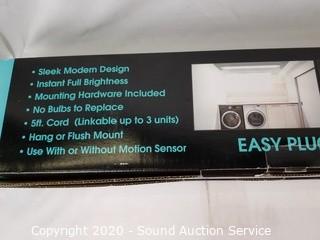 • Sleek Modern Design
• Instant Full Brightness
• Mounting Hardware Included
• No Bulbs to Replace
• 5ft. Cord (Linkable up to 3 units)
• Hang or Flush Mount
• Use With or Without Motion Sensor
EASY PLU
Copyright 2020 - Sound Auction Service